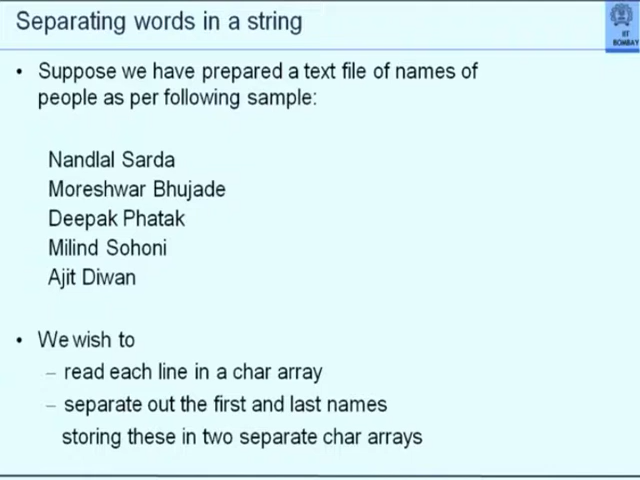 Separating words in a string
IIT
BOMBAY
• Suppose we have prepared a text file of names of
people as per following sample:
Nandlal Sarda
Moreshwar Bhujade
Deepak Phatak
Milind Sohoni
Ajit Diwan
• We wish to
– read each line in a char array
– separate out the first and last names
storing these in two separate char arrays